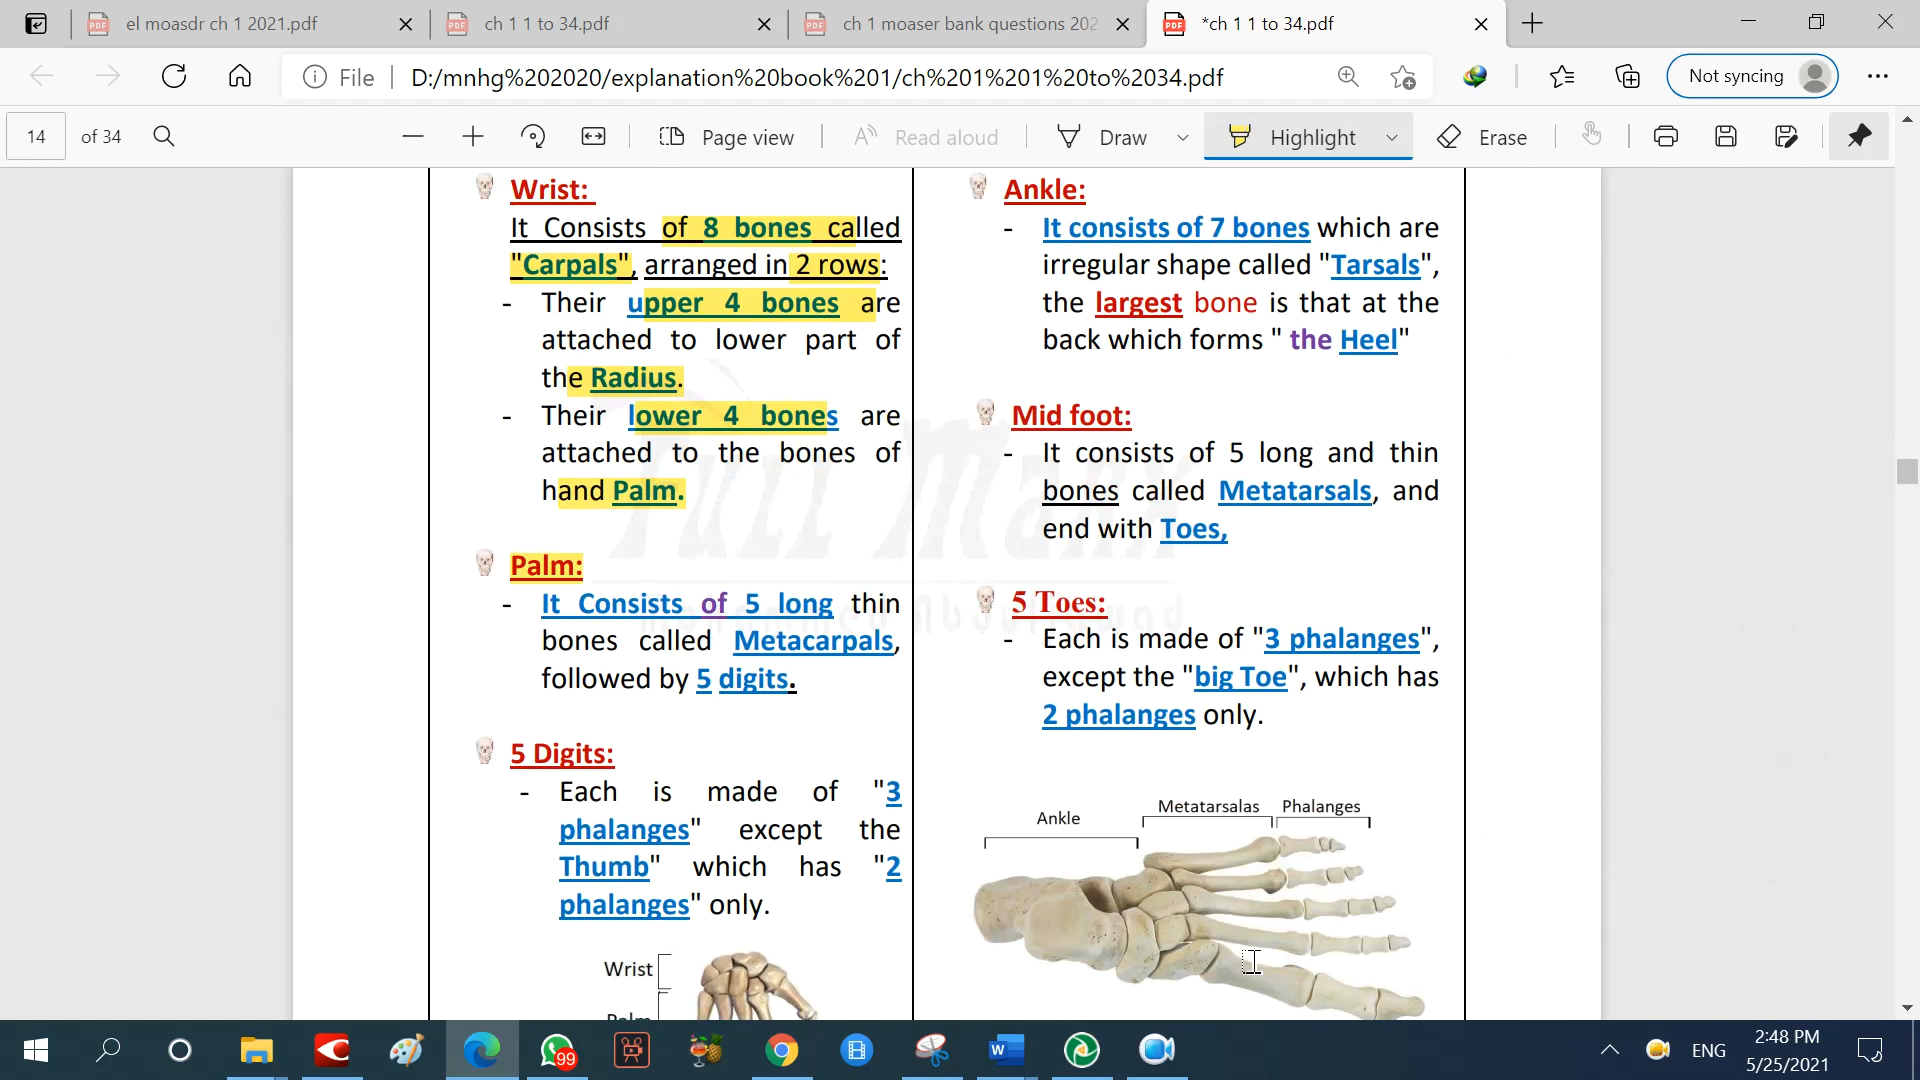 el moasdr ch 1 2021.pdf
ch 1 1 to 34.pdf
ch 1 moaser bank questions 202
*ch 1 1 to 34.pdf
File
D:/mnhg%202020/explanation%20book%201/ch%201%201%20to%2034.pdf
Not syncing
14 of 34
Page view
Read aloud
Draw
Highlight
Erase
Wrist:
It Consists of 8 bones called
"Carpals", arranged in 2 rows:
- Their upper 4 bones are
attached to lower part of
the Radius.
- Their lower 4 bones are
attached to the bones of
hand Palm.
Palm:
- It Consists of 5 long thin
bones called Metacarpals,
followed by 5 digits.
5 Digits:
- Each is made of "3
phalanges" except the
Thumb" which has "2
phalanges" only.
Wrist
Palm
Ankle:
- It consists of 7 bones which are
irregular shape called "Tarsals",
the largest bone is that at the
back which forms " the Heel"
Mid foot:
- It consists of 5 long and thin
bones called Metatarsals, and
end with Toes,
5 Toes:
- Each is made of "3 phalanges",
except the "big Toe", which has
2 phalanges only.
Ankle
Metatarsalas
Phalanges
Full Mark
99
ENG
2:48 PM
5/25/2021